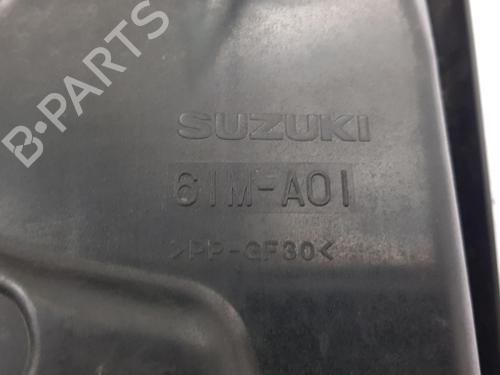 B-PARTS
SUZUKI
61M-A01
>PP-GF30<